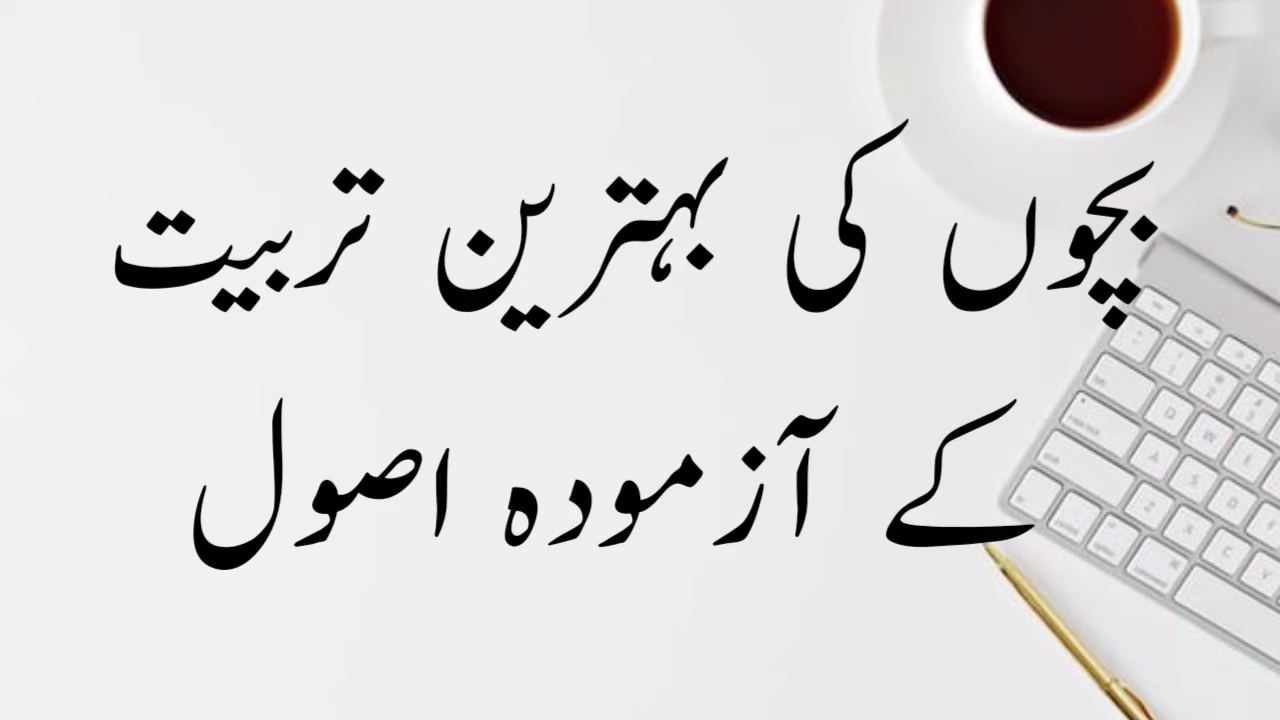 بچوں کی بہترین تربیت
کے آزمودہ اصول